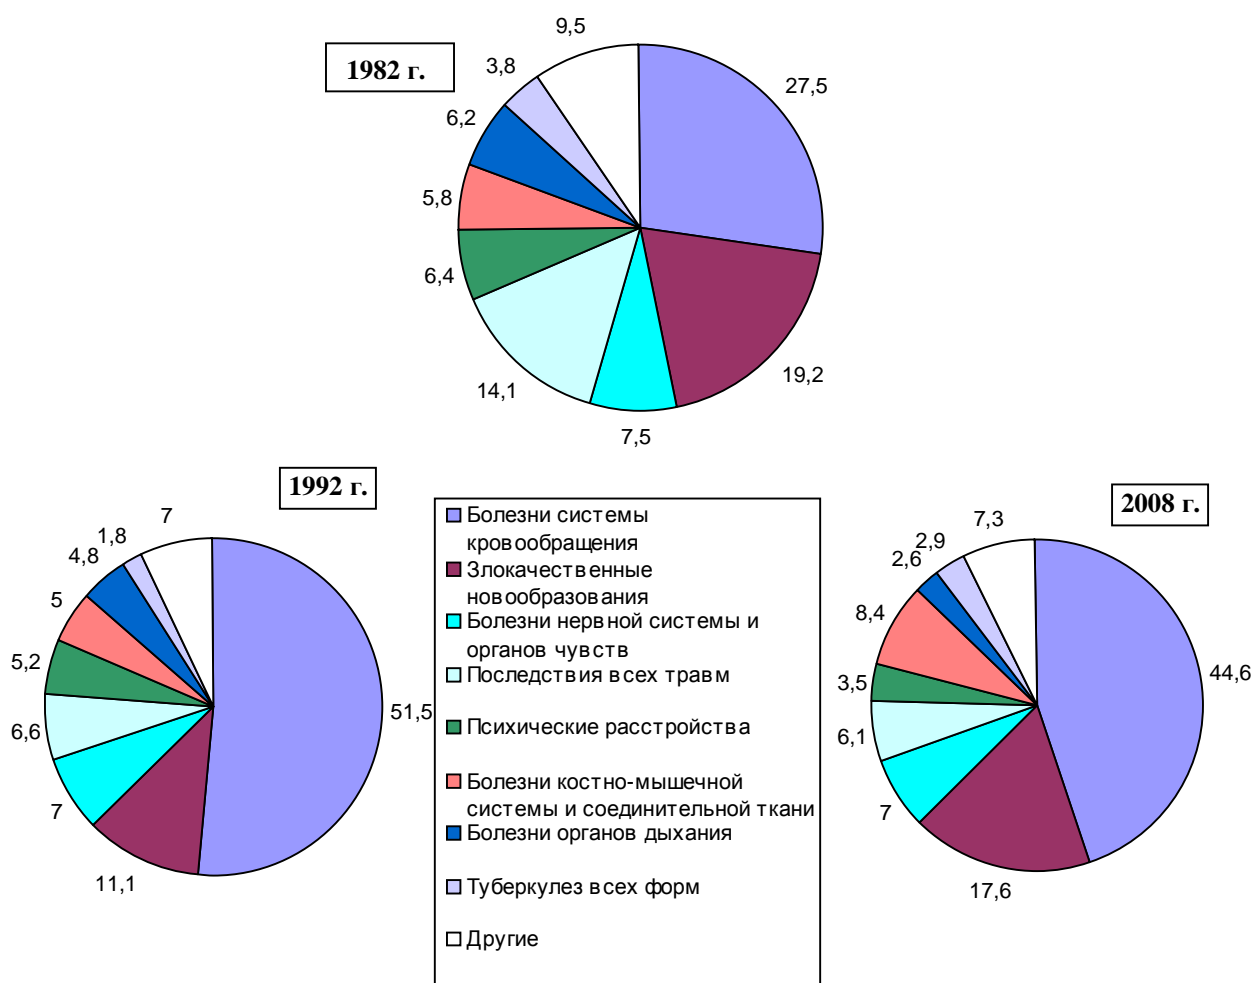 1982 г.
9,5
3,8
27,5
6,2
5,8
6,4
14,1
19,2
7,5
1992 г.
7
1,8
4,8
5
5,2
6,6
7
11,1
51,5
Болезни системы
кровообращения
Злокачественные
новообразования
Болезни нервной системы и
органов чувств
Последствия всех травм
Психические расстройства
Болезни костно-мышечной
системы и соединительной ткани
Болезни органов дыхания
Туберкулез всех форм
Другие
2008 г.
7,3
2,9
2,6
8,4
3,5
6,1
7
17,6
44,6